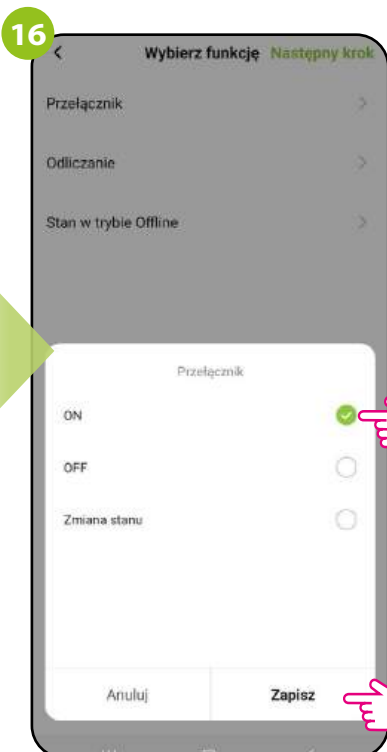 16
Wybierz funkcję Następny krok
Przełącznik
Odliczanie
Stan w trybie Offline
Przełącznik
ON
OFF
Zmiana stanu
Anuluj Zapisz